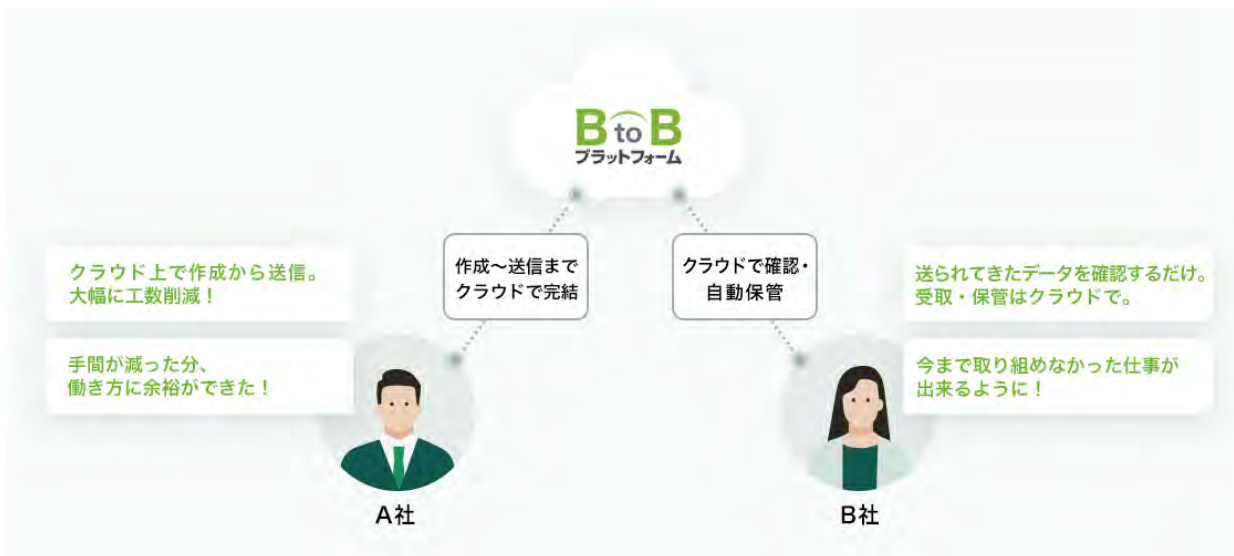 B to B
プラットフォーム
作成～送信まで
クラウドで完結
クラウドで確認・
自動保管
クラウド上で作成から送信。
大幅に工数削減！
手間が減った分、
働き方に余裕ができた！
送られてきたデータを確認するだけ。
受取・保管はクラウドで。
今まで取り組めなかった仕事が
出来るように！
A社
B社